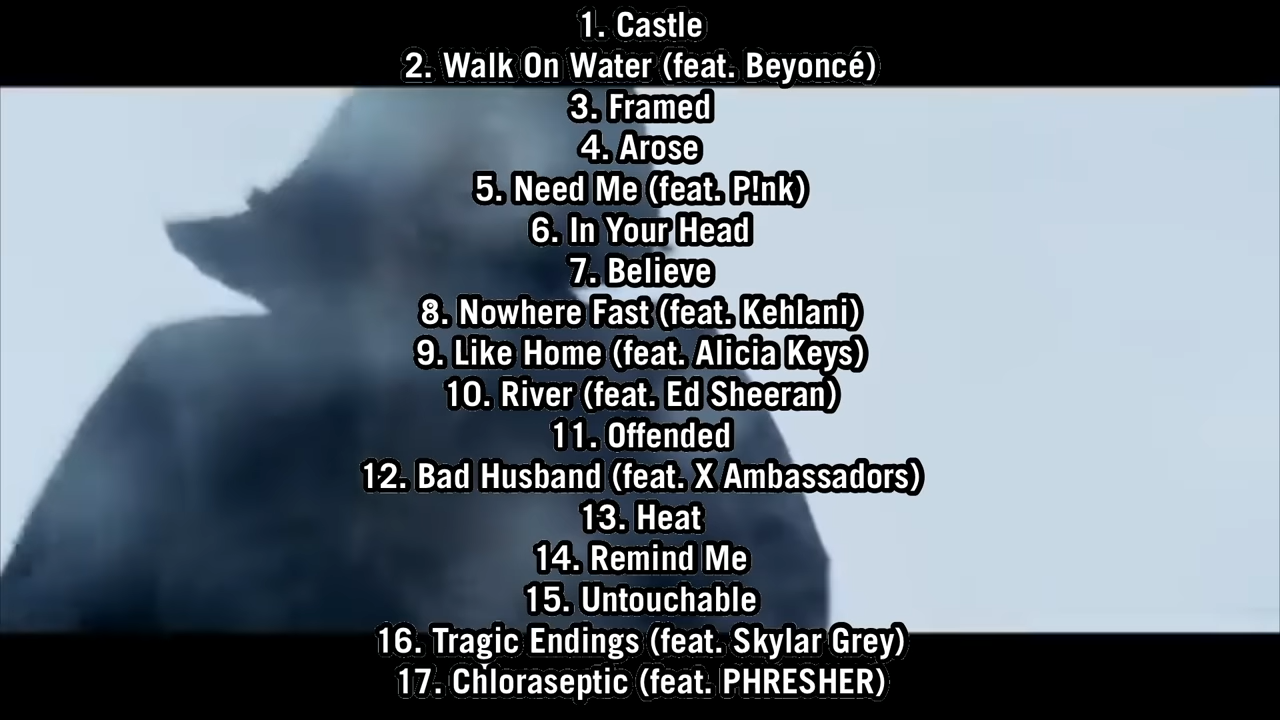 1. Castle
2. Walk On Water (feat. Beyoncé)
3. Framed
4. Arose
5. Need Me (feat. P!nk)
6. In Your Head
7. Believe
8. Nowhere Fast (feat. Kehlani)
9. Like Home (feat. Alicia Keys)
10. River (feat. Ed Sheeran)
11. Offended
12. Bad Husband (feat. X Ambassadors)
13. Heat
14. Remind Me
15. Untouchable
16. Tragic Endings (feat. Skylar Grey)
17. Chloraseptic (feat. PHRESHER)